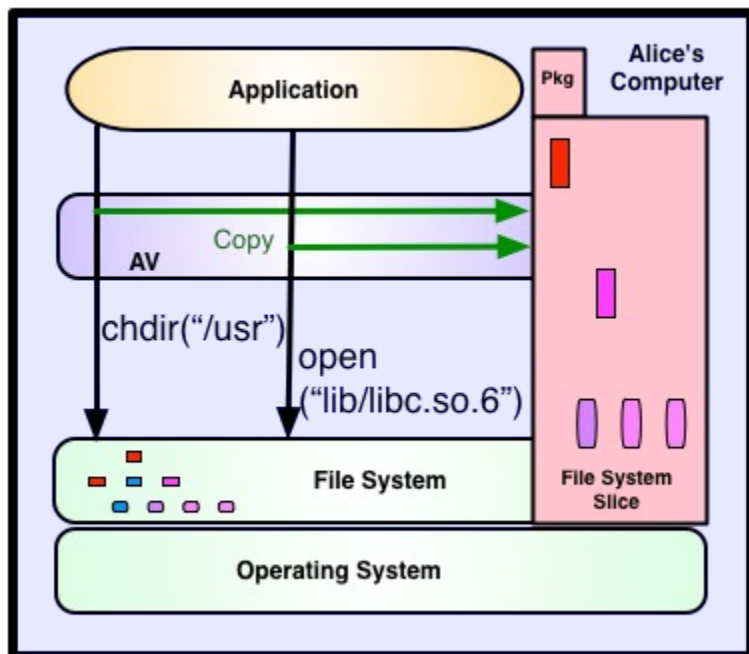 Application
Pkg
Alice's
Computer
Copy
AV
chdir(“/usr”)
open
(“lib/libc.so.6”)
File System
File System
Slice
Operating System